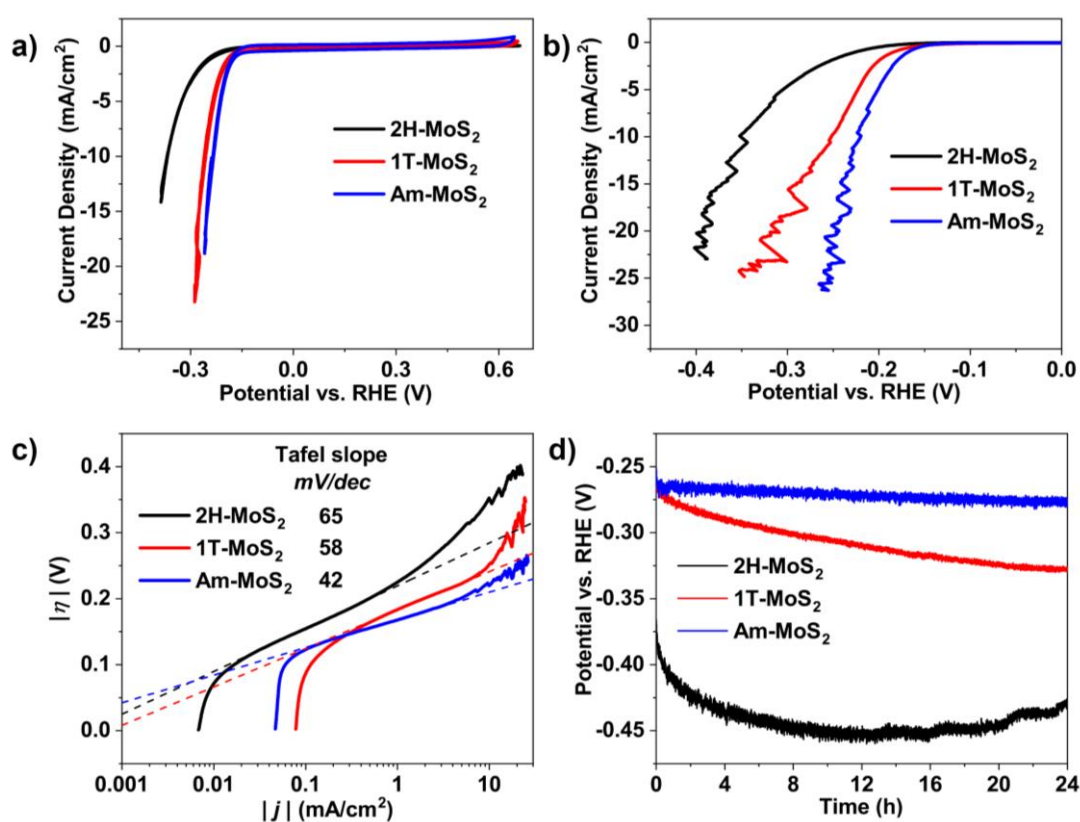 a)
Current Density (mA/cm²)
0
-5
-10
-15
-20
-25
-0.3
0.0
0.3
0.6
Potential vs. RHE (V)
2H-MoS₂
1T-MoS₂
Am-MoS₂
b)
Current Density (mA/cm²)
0
-5
-10
-15
-20
-25
-30
-0.4
-0.3
-0.2
-0.1
0.0
Potential vs. RHE (V)
2H-MoS₂
1T-MoS₂
Am-MoS₂
c)
|η| (V)
0.4
0.3
0.2
0.1
0.0
0.001
0.01
0.1
1
10
| j | (mA/cm²)
Tafel slope
mV/dec
2H-MoS₂ 65
1T-MoS₂ 58
Am-MoS₂ 42
d)
Potential vs. RHE (V)
-0.25
-0.30
-0.35
-0.40
-0.45
0
4
8
12
16
20
24
Time (h)
2H-MoS₂
1T-MoS₂
Am-MoS₂